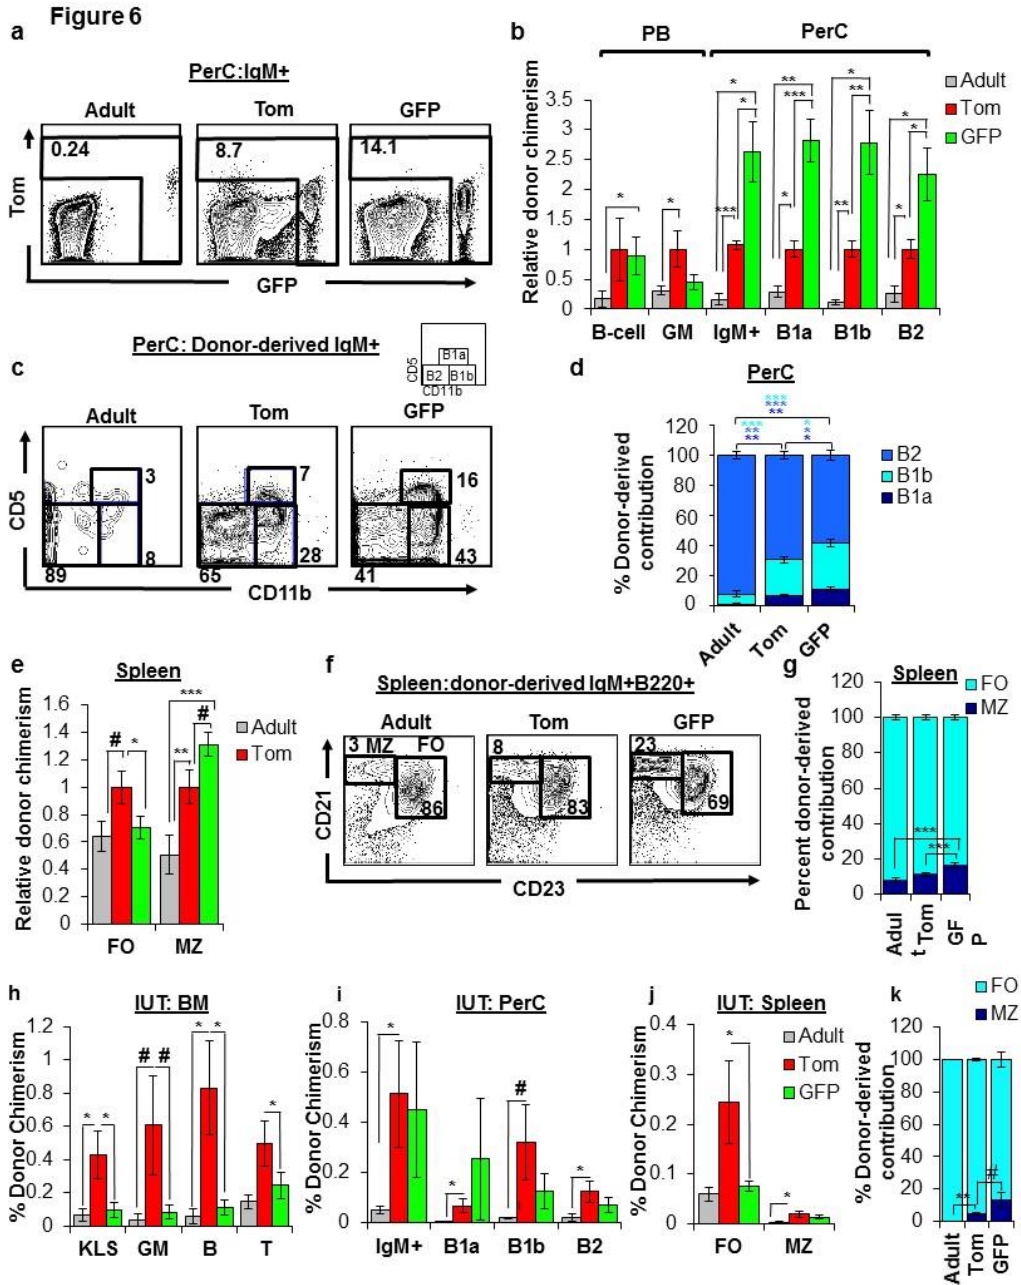 Figure 6
a
PerC:IgM+
Adult Tom GFP
0.24 8.7 14.1
Tom
GFP
b
PB PerC
Adult
Tom
GFP
Relative donor chimerism
3.5
3
2.5
2
1.5
1
0.5
0
* * *** * ** *** * * ** ** * * *
B-cell GM IgM+ B1a B1b B2
PerC: Donor-derived IgM+
c
B1a
B2 B1b
CD5
CD11b
Adult Tom GFP
3 7 16
8 28 43
89 65 41
CD5
CD11b
d
PerC
***
***
**
*** *
** *
** *
% Donor-derived
contribution
120
100
80
60
40
20
0
B2
B1b
B1a
Adult Tom GFP
e
Spleen
Relative donor chimerism
1.6
1.4
1.2
1
0.8
0.6
0.4
0.2
0
Adult
Tom
# * ** *** #
FO MZ
f
Spleen:donor-derived IgM+B220+
Adult Tom GFP
3 MZ FO 8 23
86 83 69
CD21
CD23
g
Spleen
FO
MZ
Percent donor-derived
contribution
120
100
80
60
40
20
0
***
***
Adul
t
Tom
GF
P
h
IUT: BM
% Donor Chimerism
1.2
1
0.8
0.6
0.4
0.2
0
* * # # * * *
KLS GM B T
i
IUT: PerC
% Donor Chimerism
0.8
0.6
0.4
0.2
0
* * # *
IgM+ B1a B1b B2
j
IUT: Spleen
% Donor Chimerism
0.4
0.3
0.2
0.1
0
Adult
Tom
GFP
* *
FO MZ
k
FO
MZ
% Donor-derived
contribution
120
100
80
60
40
20
0
** #
Adult
Tom
GFP